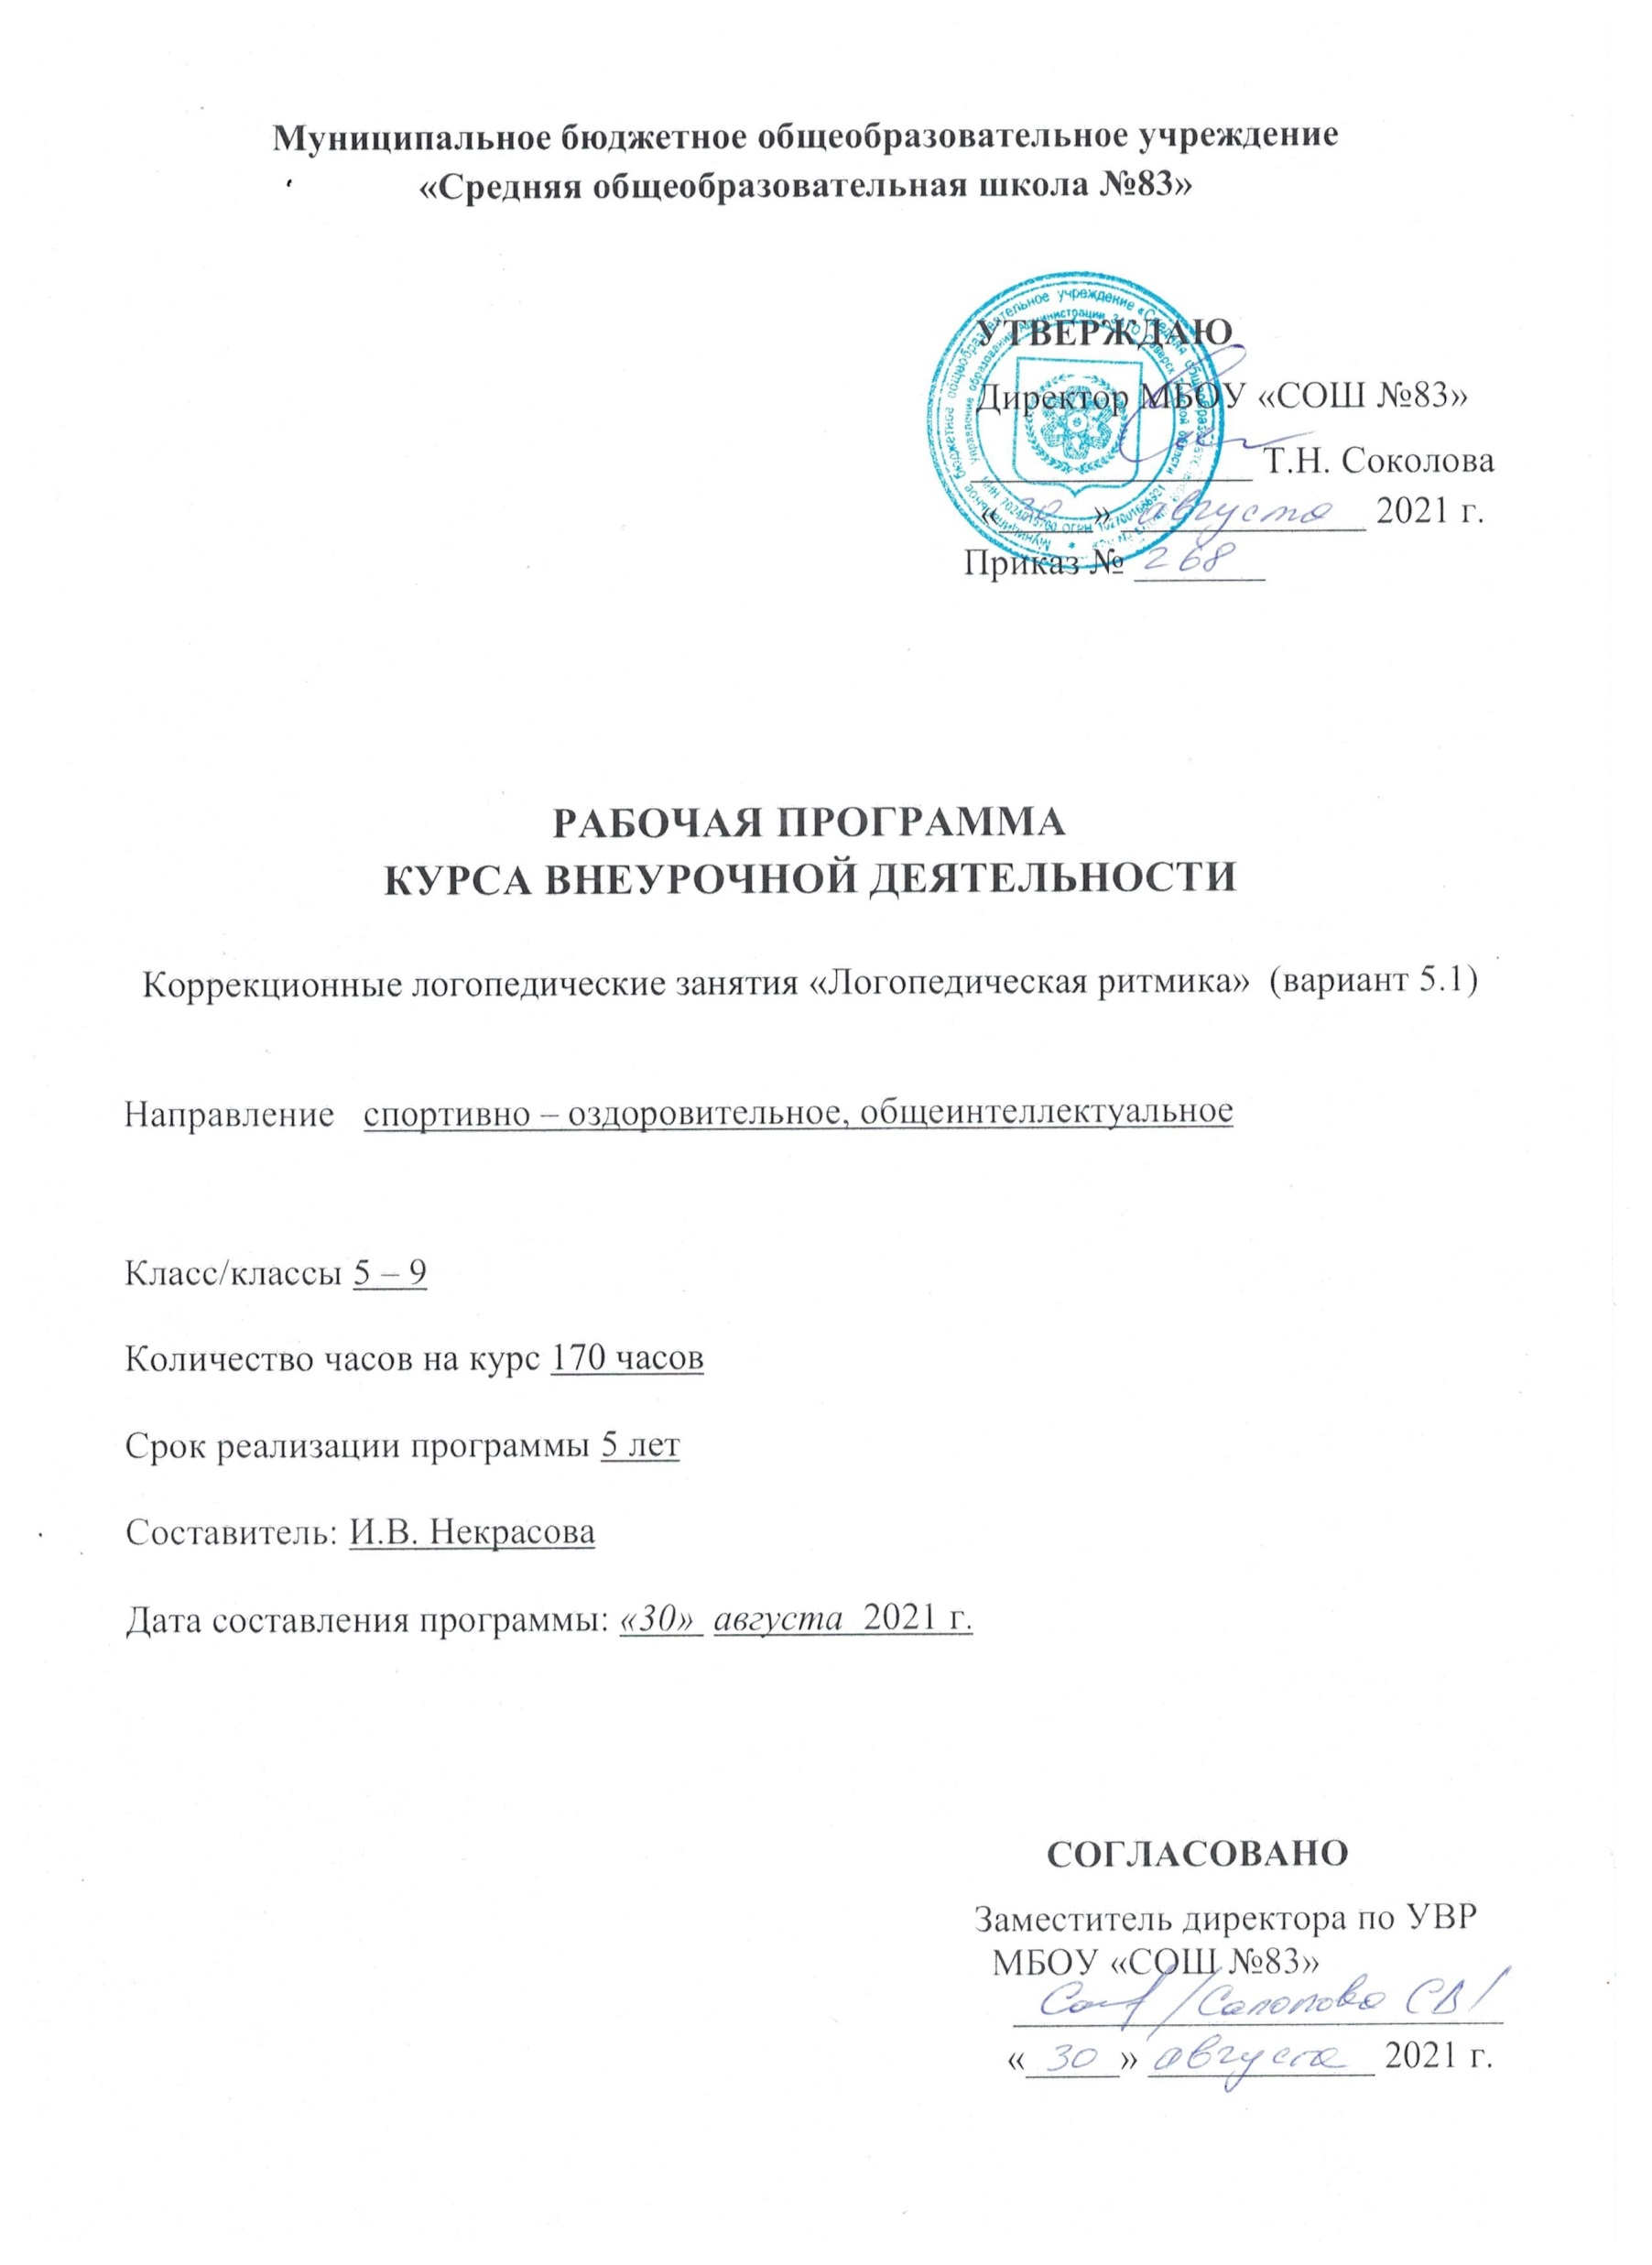 Муниципальное бюджетное общеобразовательное учреждение
«Средняя общеобразовательная школа №83»
УТВЕРЖДАЮ
Директор МБОУ «СОШ №83»
Т.Н. Соколова
«30» августа 2021 г.
Приказ № 268
РАБОЧАЯ ПРОГРАММА
КУРСА ВНЕУРОЧНОЙ ДЕЯТЕЛЬНОСТИ
Коррекционные логопедические занятия «Логопедическая ритмика» (вариант 5.1)
Направление спортивно – оздоровительное, общеинтеллектуальное
Класс/классы 5 – 9
Количество часов на курс 170 часов
Срок реализации программы 5 лет
Составитель: И.В. Некрасова
Дата составления программы: «30» августа 2021 г.
СОГЛАСОВАНО
Заместитель директора по УВР
МБОУ «СОШ №83»
«30» августа 2021 г.